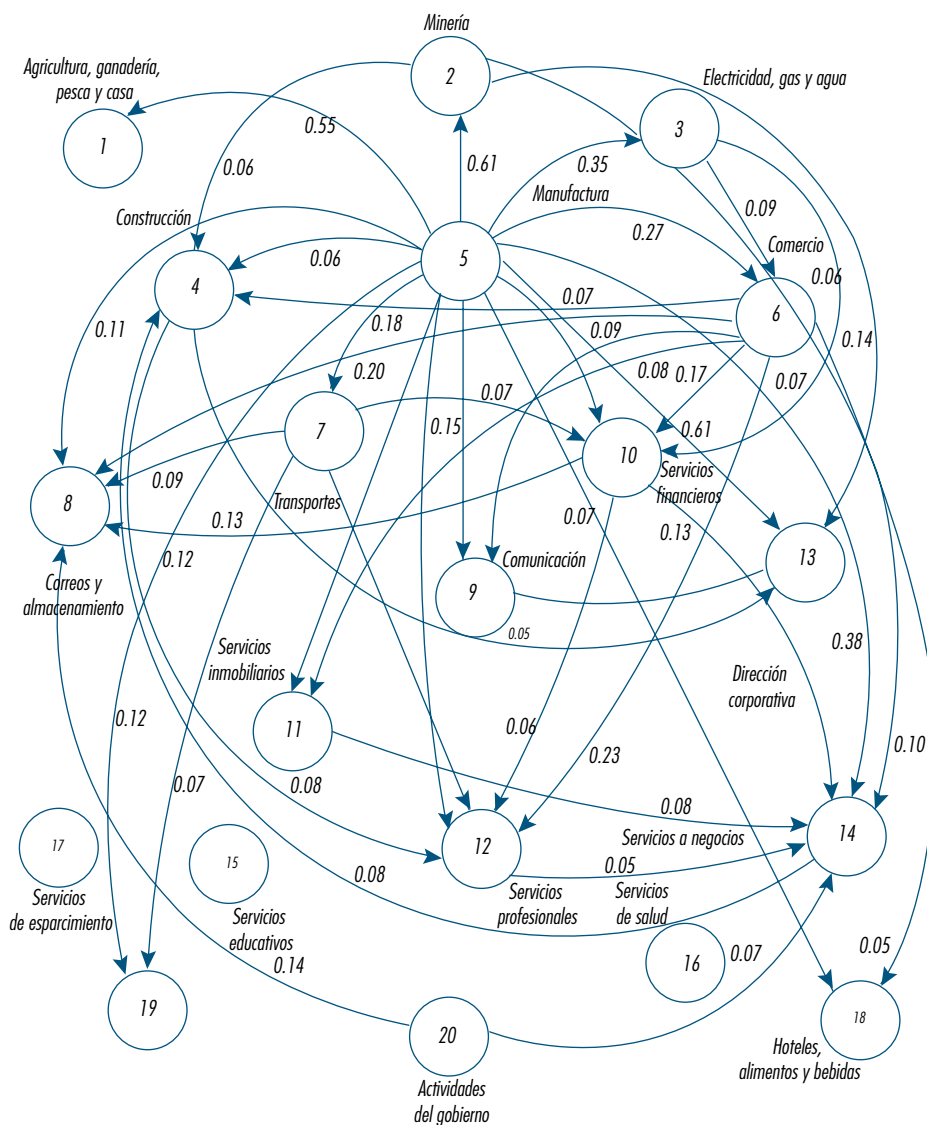 Minería
2
Agricultura, ganadería,
pesca y casa
1
Electricidad, gas y agua
3
0.55
0.06
0.61
0.35
0.09
Manufactura
Construcción
0.27
Comercio
4
0.06
5
0.06
6
0.07
0.11
0.18
0.09
0.14
0.20
0.08
0.17
0.07
7
0.07
0.15
0.61
10
Servicios
financieros
8
0.09
Transportes
0.13
0.07
0.13
0.12
Comunicación
13
Correos y
almacenamiento
9
0.05
Servicios
inmobiliarios
0.38
Dirección
corporativa
11
0.12
0.06
0.10
0.07
0.08
0.23
0.08
14
17
15
12
Servicios a negocios
0.05
0.08
Servicios
de esparcimiento
Servicios
educativos
Servicios
profesionales
Servicios
de salud
16
0.07
0.05
0.14
19
20
18
Hoteles,
alimentos y bebidas
Actividades
del gobierno